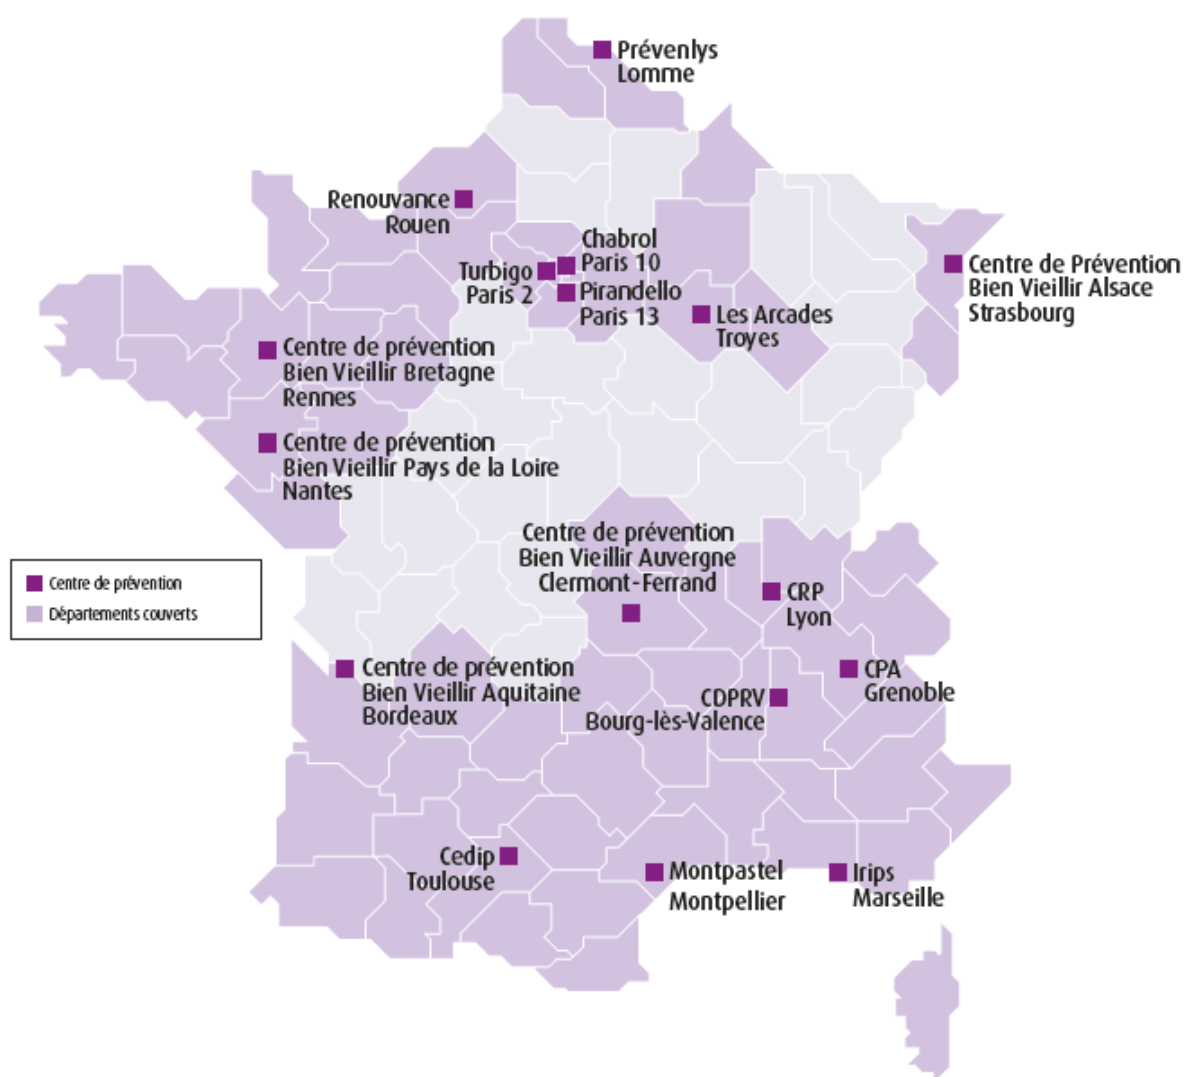 Prévenlys
Lomme
Renouvance
Rouen
Chabrol
Paris 10
Turbigo
Paris 2
Pirandello
Paris 13
Centre de Prévention
Bien Vieillir Alsace
Strasbourg
Les Arcades
Troyes
Centre de prévention
Bien Vieillir Bretagne
Rennes
Centre de prévention
Bien Vieillir Pays de la Loire
Nantes
Centre de prévention
Bien Vieillir Auvergne
Clermont-Ferrand
Centre de prévention
Départements couverts
CRP
Lyon
Centre de prévention
Bien Vieillir Aquitaine
Bordeaux
CPA
Grenoble
CDPRV
Bourg-lès-Valence
Cedip
Toulouse
Montpastel
Montpellier
Irips
Marseille